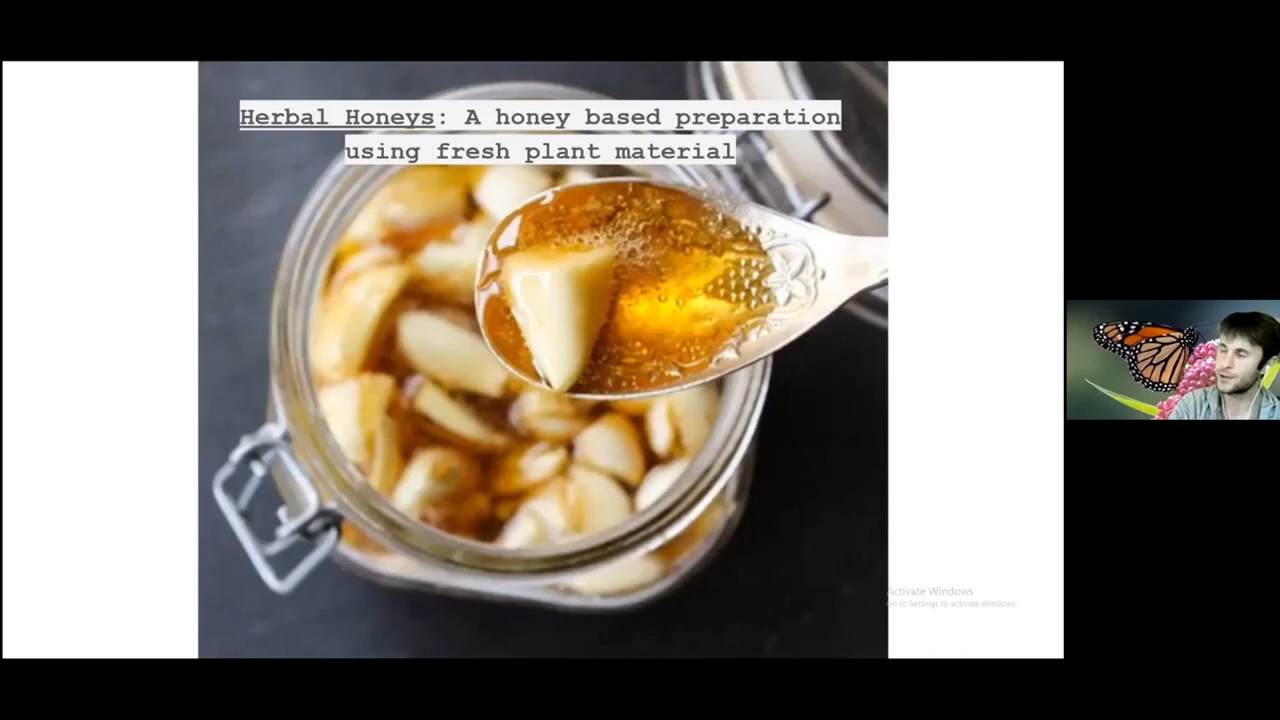 Herbal Honeys: A honey based preparation
using fresh plant material
Activate Windows
Go to Settings to activate Windows.